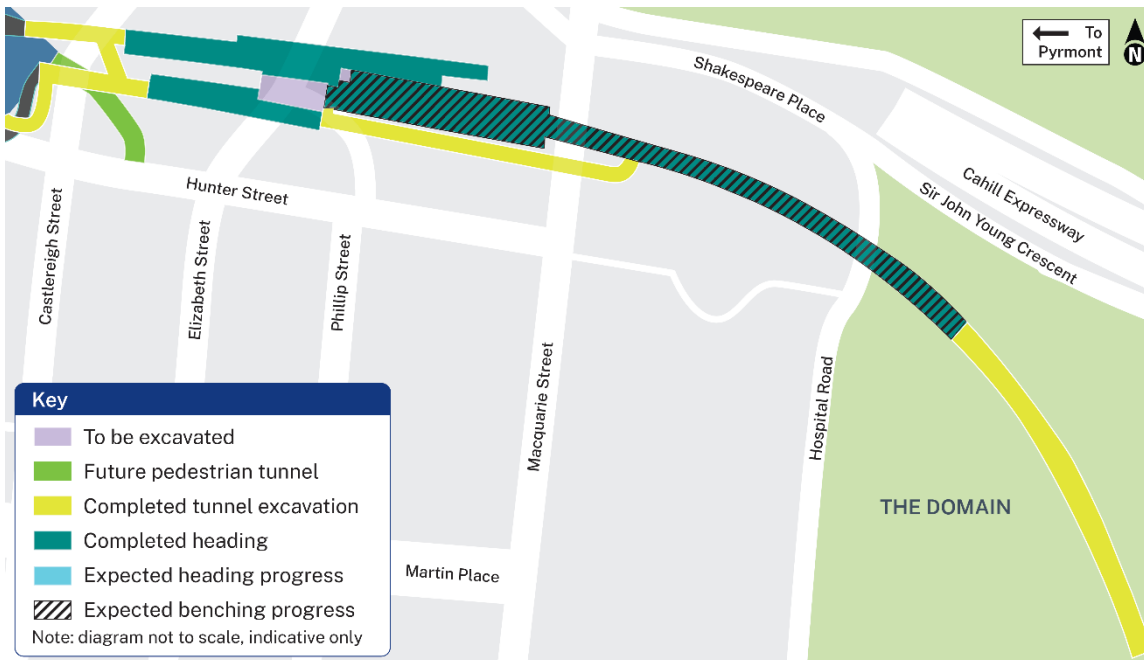 To
Pyrmont
N
Shakespeare Place
Cahill Expressway
Sir John Young Crescent
Hunter Street
Castlereigh Street
Elizabeth Street
Phillip Street
Macquarie Street
Hospital Road
THE DOMAIN
Martin Place
Key
To be excavated
Future pedestrian tunnel
Completed tunnel excavation
Completed heading
Expected heading progress
Expected benching progress
Note: diagram not to scale, indicative only